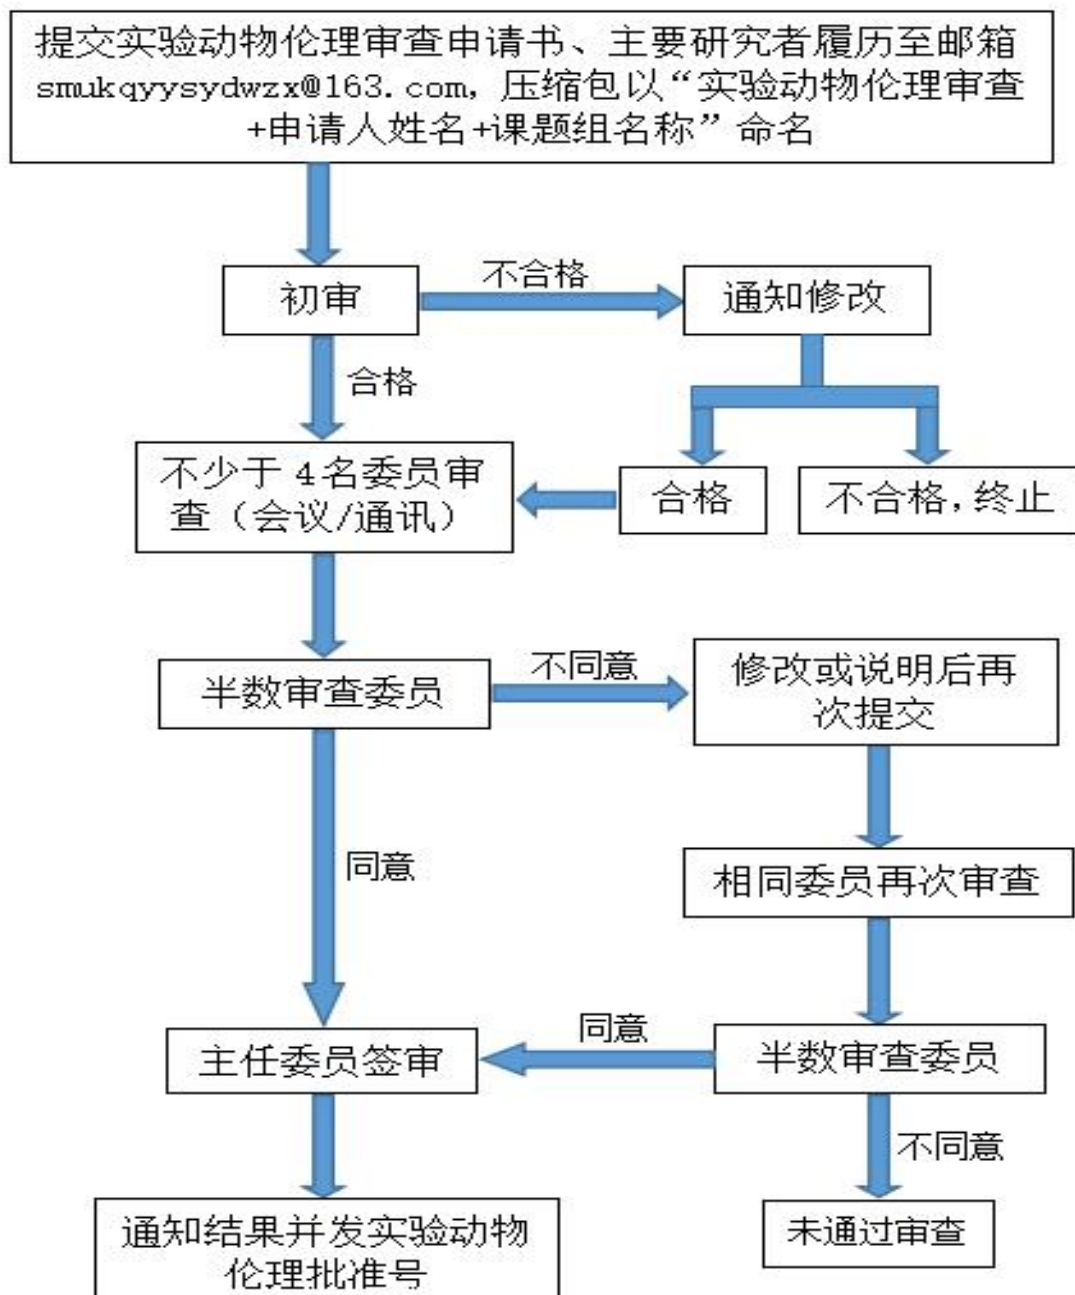 提交实验动物伦理审查申请书、主要研究者履历至邮箱
smukqyysydwzx@163.com, 压缩包以“实验动物伦理审查
+申请人姓名+课题组名称”命名
初审
不合格
通知修改
合格
不少于4名委员审
查（会议/通讯）
合格
不合格，终止
半数审查委员
不同意
修改或说明后再
次提交
同意
相同委员再次审查
主任委员签审
同意
半数审查委员
不同意
通知结果并发实验动物
伦理批准号
未通过审查